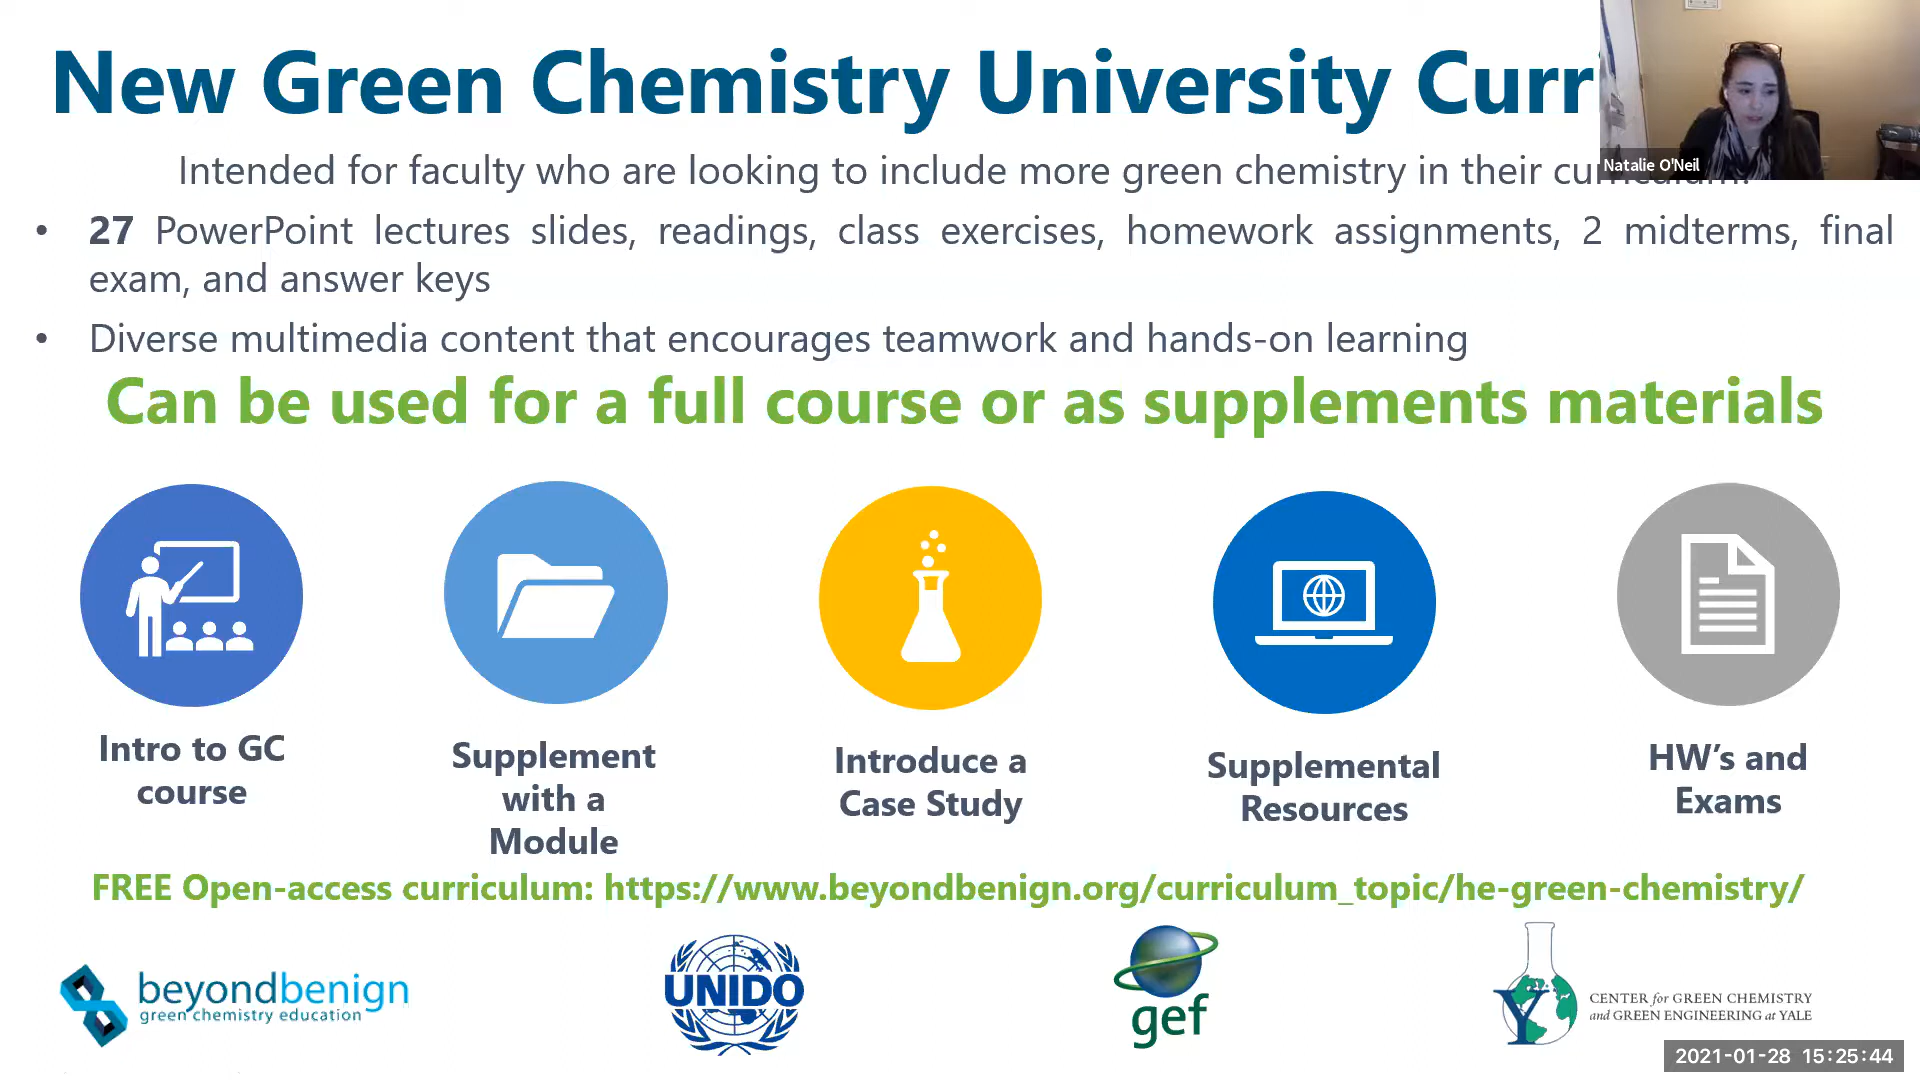 New Green Chemistry University Curri
Intended for faculty who are looking to include more green chemistry in their curriculum.
Natalie O'Neil
• 27 PowerPoint lectures slides, readings, class exercises, homework assignments, 2 midterms, final
exam, and answer keys
• Diverse multimedia content that encourages teamwork and hands-on learning
Can be used for a full course or as supplements materials
Intro to GC
course
Supplement
with a
Module
Introduce a
Case Study
Supplemental
Resources
HW's and
Exams
FREE Open-access curriculum: https://www.beyondbenign.org/curriculum_topic/he-green-chemistry/
beyondbenign
green chemistry education
UNIDO
gef
Y
CENTER for GREEN CHEMISTRY
and GREEN ENGINEERING at YALE
2021-01-28 15:25:44